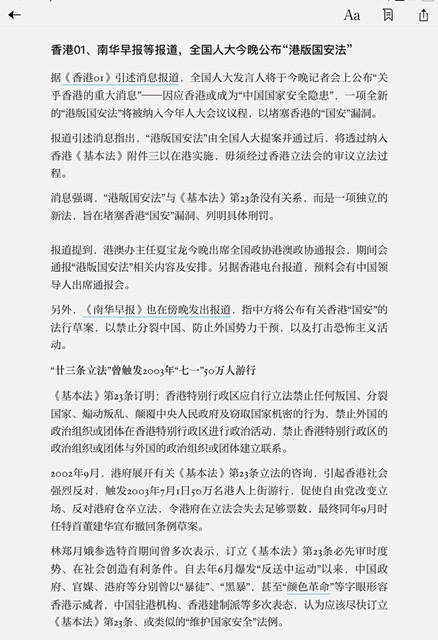 Aa
香港01、南华早报等报道，全国人大今晚公布“港版国安法”
据《香港01》引述消息报道，全国人大发言人将于今晚记者会上公布“关
乎香港的重大消息”——因应香港或成为“中国国家安全隐患”，一项全新
的“港版国安法”将被纳入今年人大会议议程，以堵塞香港的“国安”漏洞。
报道引述消息指出，“港版国安法”由全国人大提案并通过后，将透过纳入
香港《基本法》附件三以在港实施，毋须经过香港立法会的审议立法过
程。
消息强调，“港版国安法”与《基本法》第23条没有关系，而是一项独立的
新法，旨在堵塞香港“国安”漏洞、列明具体刑罚。
报道提到，港澳办主任夏宝龙今晚出席全国政协港澳政协通报会，期间会
通报“港版国安法”相关内容及安排。另据香港电台报道，预料会有中国领
导人出席通报会。
另外，《南华早报》也在傍晚发出报道，指中方将公布有关香港“国安”的
法行草案，以禁止分裂中国、防止外国势力干预，以及打击恐怖主义活
动。
“廿三条立法”曾触发2003年“七一”50万人游行
《基本法》第23条订明：香港特别行政区应自行立法禁止任何叛国、分裂
国家、煽动叛乱、颠覆中央人民政府及窃取国家机密的行为，禁止外国的
政治组织或团体在香港特别行政区进行政治活动，禁止香港特别行政区的
政治组织或团体与外国的政治组织或团体建立联系。
2002年9月，港府展开有关《基本法》第23条立法的咨询，引起香港社会
强烈反对，触发2003年7月1日50万名港人上街游行，促使自由党改变立
场、反对港府仓卒立法，令港府在立法会失去足够票数，最终同年9月时
任特首董建华宣布撤回条例草案。
林郑月娥参选特首期间曾多次表示，订立《基本法》第23条必先审时度
势、在社会创造有利条件。自去年6月爆发“反送中运动”以来，中国政
府、官媒、港府等分别曾以“暴徒”、“黑暴”，甚至“颜色革命”等字眼形容
香港示威者，中国驻港机构、香港建制派等多次表态，认为应该尽快订立
《基本法》第23条、或类似的“维护国家安全”法例。